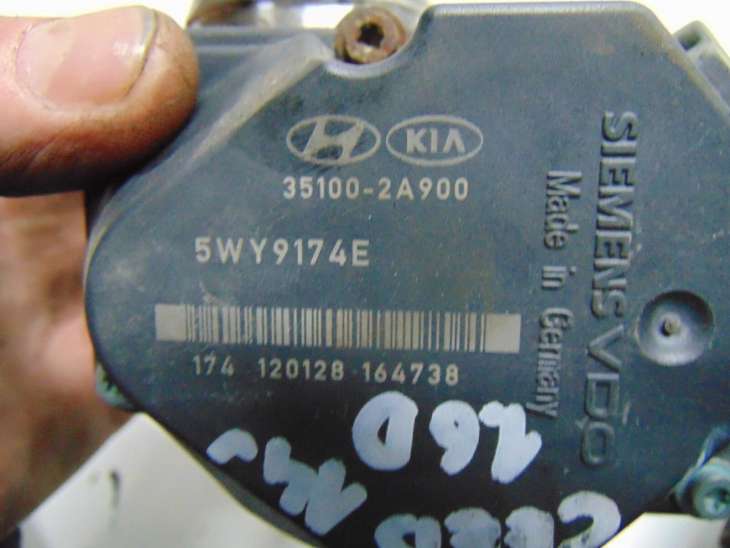 KIA
35100-2A900
5WY9174E
174 120128 164738
SIEMENS VDO
Made in Germany
1.6D